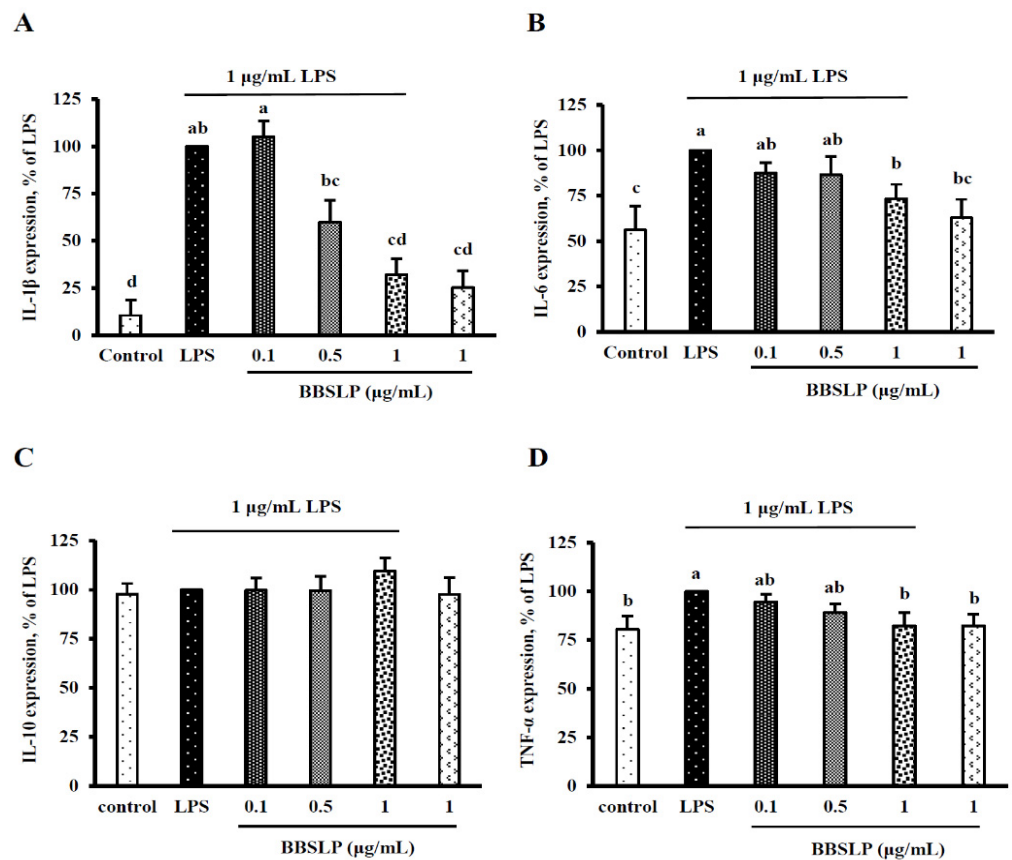 A
1 μg/mL LPS
IL-1β expression, % of LPS
125
100
75
50
25
0
ab
a
bc
cd
cd
d
Control LPS 0.1 0.5 1 1
BBSLP (μg/mL)
B
1 μg/mL LPS
IL-6 expression, % of LPS
125
100
75
50
25
0
c
a
ab
ab
b
bc
Control LPS 0.1 0.5 1 1
BBSLP (μg/mL)
C
1 μg/mL LPS
IL-10 expression, % of LPS
125
100
75
50
25
0
control LPS 0.1 0.5 1 1
BBSLP (μg/mL)
D
1 μg/mL LPS
TNF-α expression, % of LPS
125
100
75
50
25
0
b
a
ab
ab
b
b
control LPS 0.1 0.5 1 1
BBSLP (μg/mL)